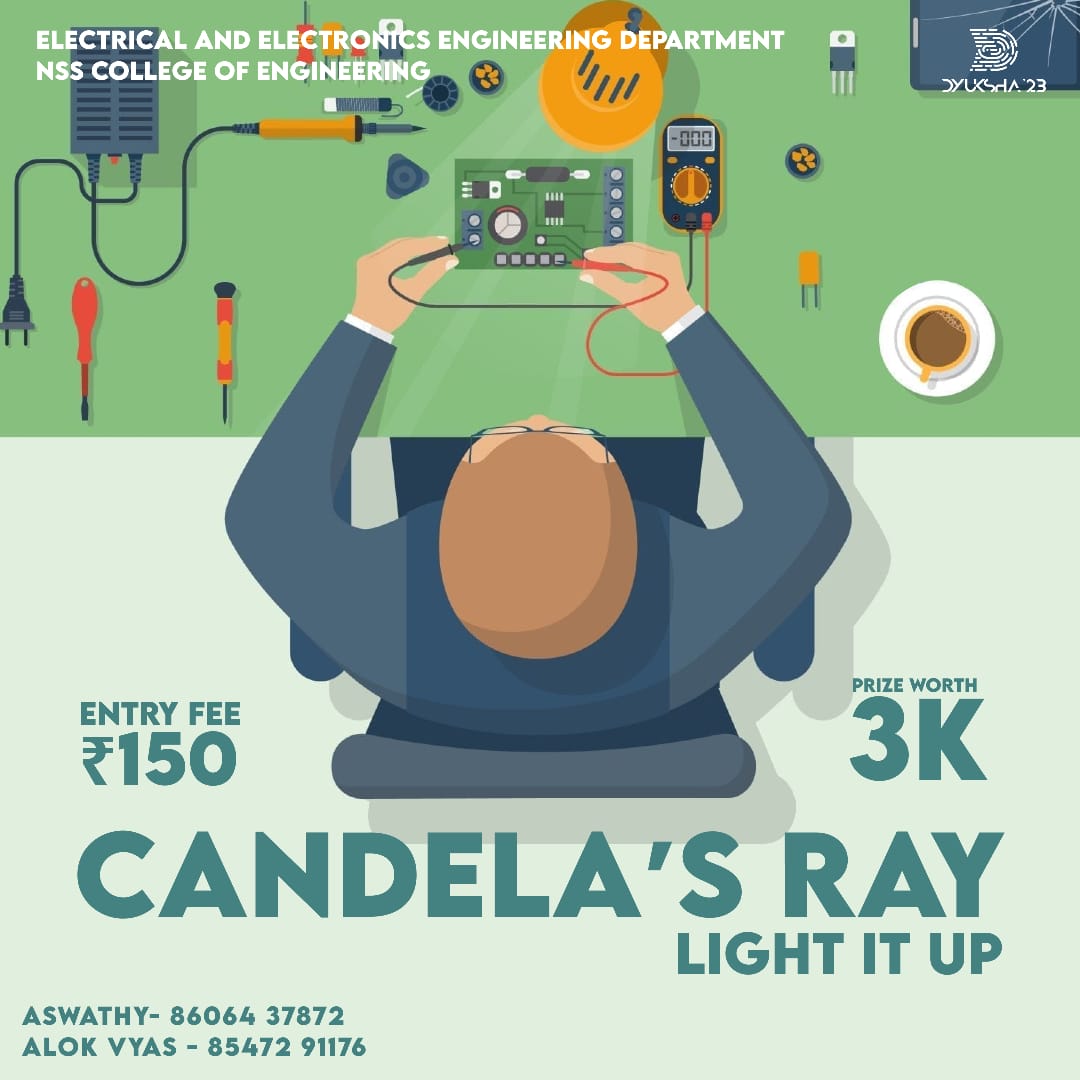 ELECTRICAL AND ELECTRONICS ENGINEERING DEPARTMENT
NSS COLLEGE OF ENGINEERING
DYUKSHA'23
-000
ENTRY FEE
₹150
PRIZE WORTH
3K
CANDELA'S RAY
LIGHT IT UP
ASWATHY- 86064 37872
ALOK VYAS - 85472 91176